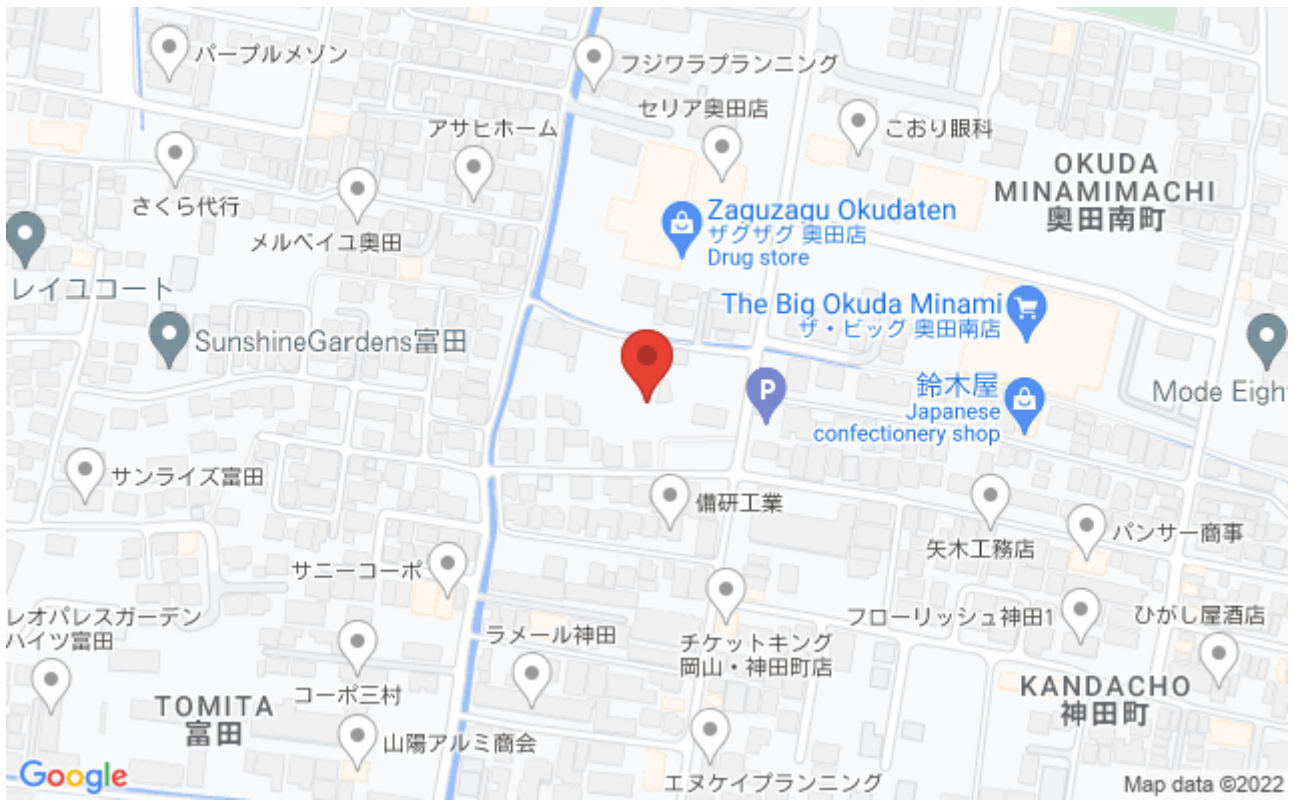 パープルメゾン
フジワラプランニング
セリア奥田店
こおり眼科
アサヒホーム
OKUDA
MINAMIMACHI
奥田南町
さくら代行
メルベイユ奥田
Zaguzagu Okudaten
ザグザグ 奥田店
Drug store
レイユコート
The Big Okuda Minami
ザ・ビッグ 奥田南店
SunshineGardens富田
P
鈴木屋
Japanese
confectionery shop
Mode Eigh
サンライズ富田
備研工業
矢木工務店
パンサー商事
サニーコーポ
レオパレスガーデン
ハイツ富田
ラメール神田
チケットキング
岡山・神田町店
フローリッシュ神田1
ひがし屋酒店
コーポ三村
TOMITA
富田
KANDACHO
神田町
山陽アルミ商会
エヌケイプランニング
Google
Map data ©2022